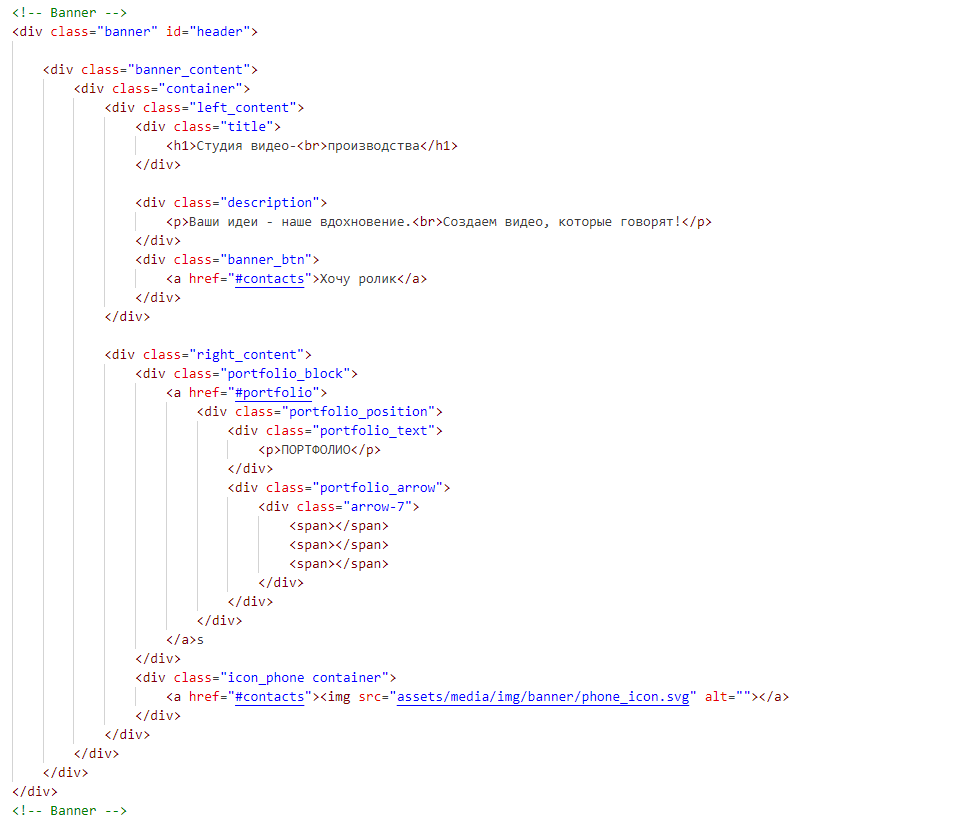 <!-- Banner -->
<div class="banner" id="header">

    <div class="banner_content">
        <div class="container">
            <div class="left_content">
                <div class="title">
                    <h1>Студия видео-<br>производства</h1>
                </div>

                <div class="description">
                    <p>Ваши идеи - наше вдохновение.<br>Создаем видео, которые говорят!</p>
                </div>
                <div class="banner_btn">
                    <a href="#contacts">Хочу ролик</a>
                </div>
            </div>

            <div class="right_content">
                <div class="portfolio_block">
                    <a href="#portfolio">
                        <div class="portfolio_position">
                            <div class="portfolio_text">
                                <p>ПОРТФОЛИО</p>
                            </div>
                            <div class="portfolio_arrow">
                                <div class="arrow-7">
                                    <span></span>
                                    <span></span>
                                    <span></span>
                                </div>
                            </div>
                        </div>
                    </a>s
                </div>
                <div class="icon_phone container">
                    <a href="#contacts"><img src="assets/media/img/banner/phone_icon.svg" alt=""></a>
                </div>
            </div>
        </div>
    </div>
</div>
<!-- Banner -->